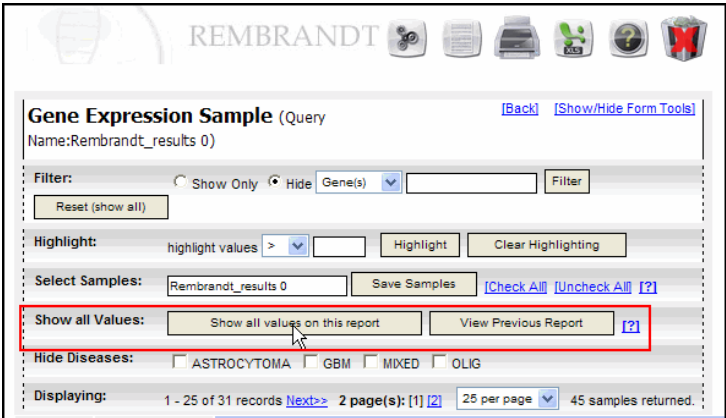 REMBRANDT XLS ?
Gene Expression Sample (Query [Back] [Show/Hide Form Tools]
Name:Rembrandt_results 0)
Filter: Show Only Hide Gene(s) Filter
Reset (show all)
Highlight: highlight values > Highlight Clear Highlighting
Select Samples: Rembrandt_results 0 Save Samples [Check All] [Uncheck All] [?]
Show all Values: Show all values on this report View Previous Report [?]
Hide Diseases: ASTROCYTOMA GBM MIXED OLIG
Displaying: 1 - 25 of 31 records Next>> 2 page(s): [1] [2] 25 per page 45 samples returned.